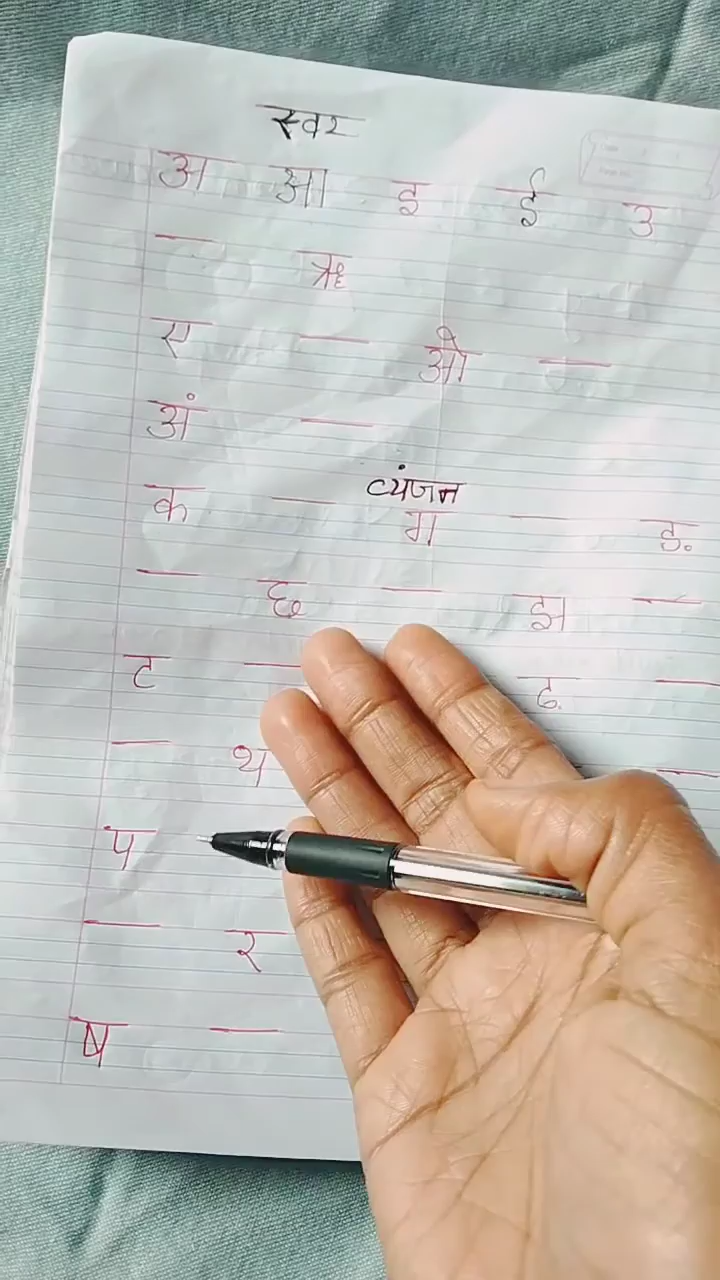 स्वर
अ आ इ ई उ
ऋ
ए ओ
अं
व्यंजन
क ग ङ
छ झ
ट ढ
थ
प
र
ष